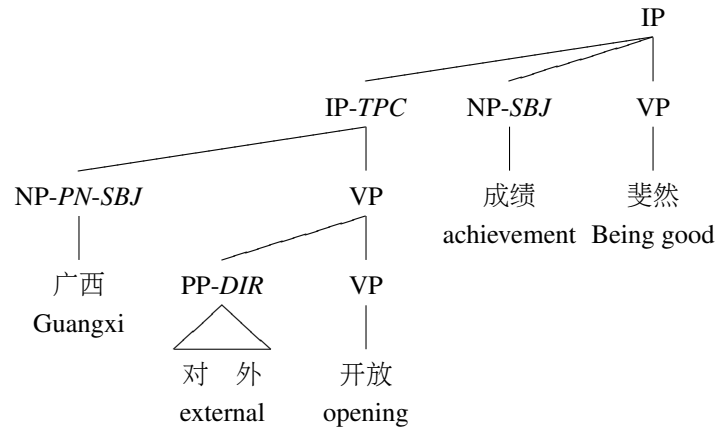 IP
IP-TPC NP-SBJ VP
NP-PN-SBJ VP 成绩 斐然
achievement Being good
广西 PP-DIR VP
Guangxi
对 外 开放
external opening